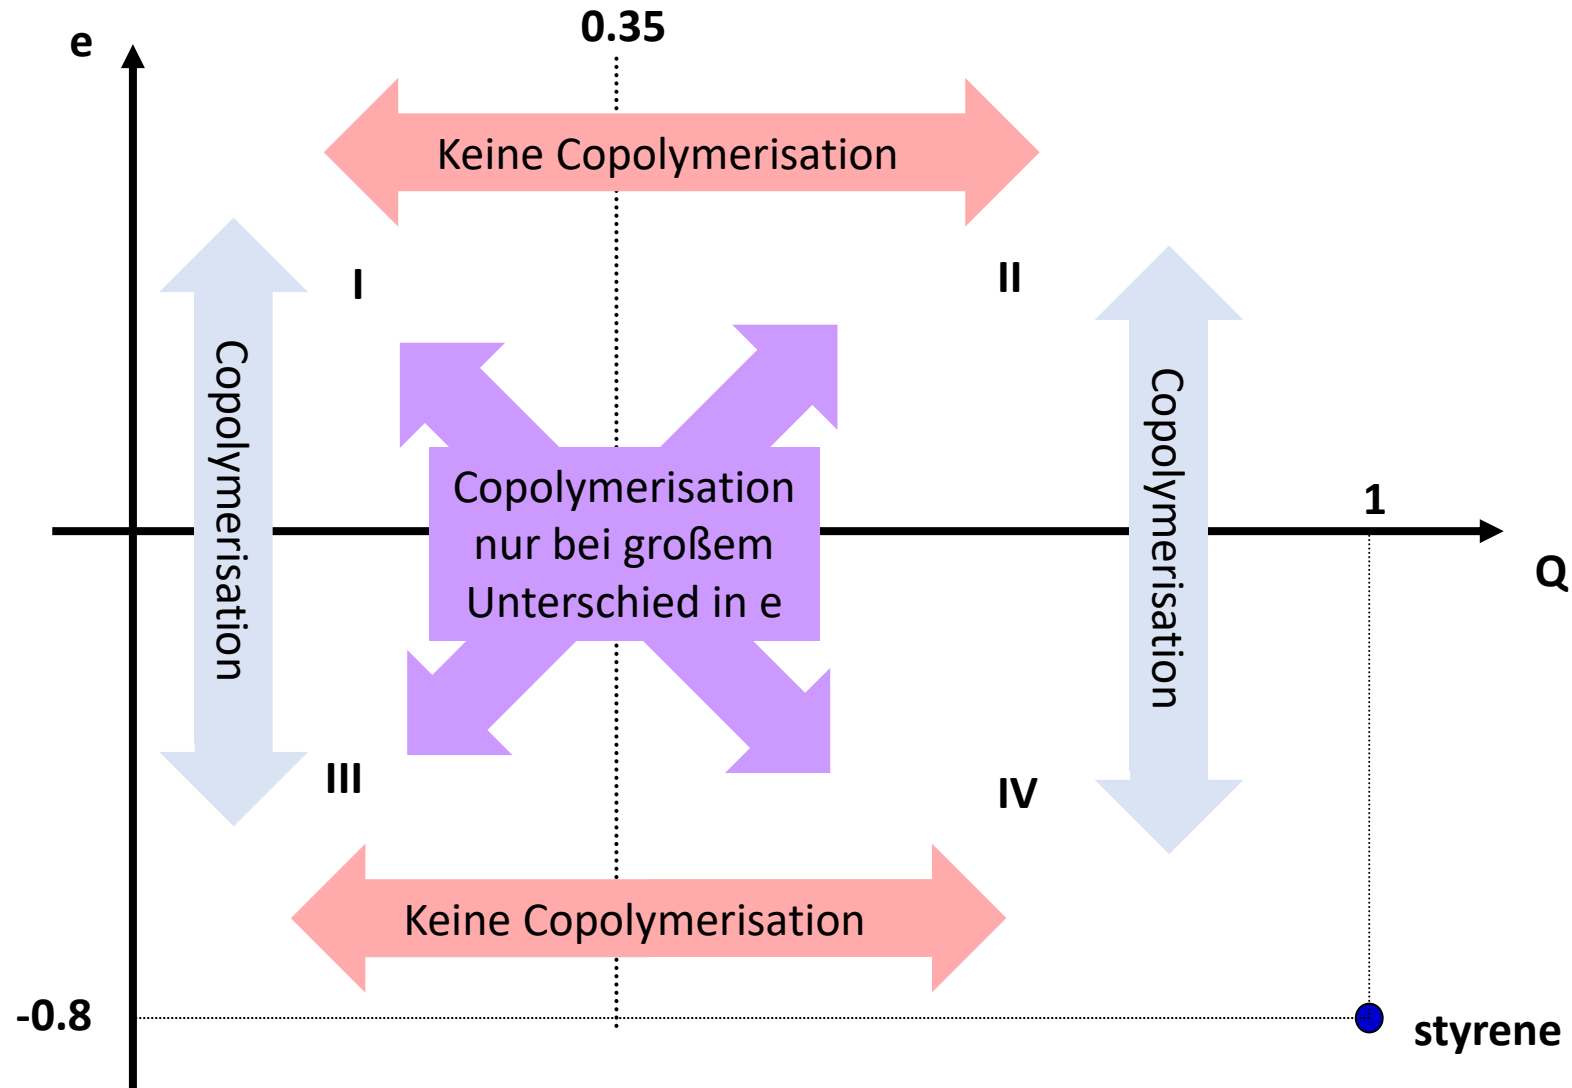 0.35
e
Keine Copolymerisation
I
II
Copolymerisation
Copolymerisation
nur bei großem
Unterschied in e
Copolymerisation
1
Q
III
IV
Keine Copolymerisation
-0.8
styrene